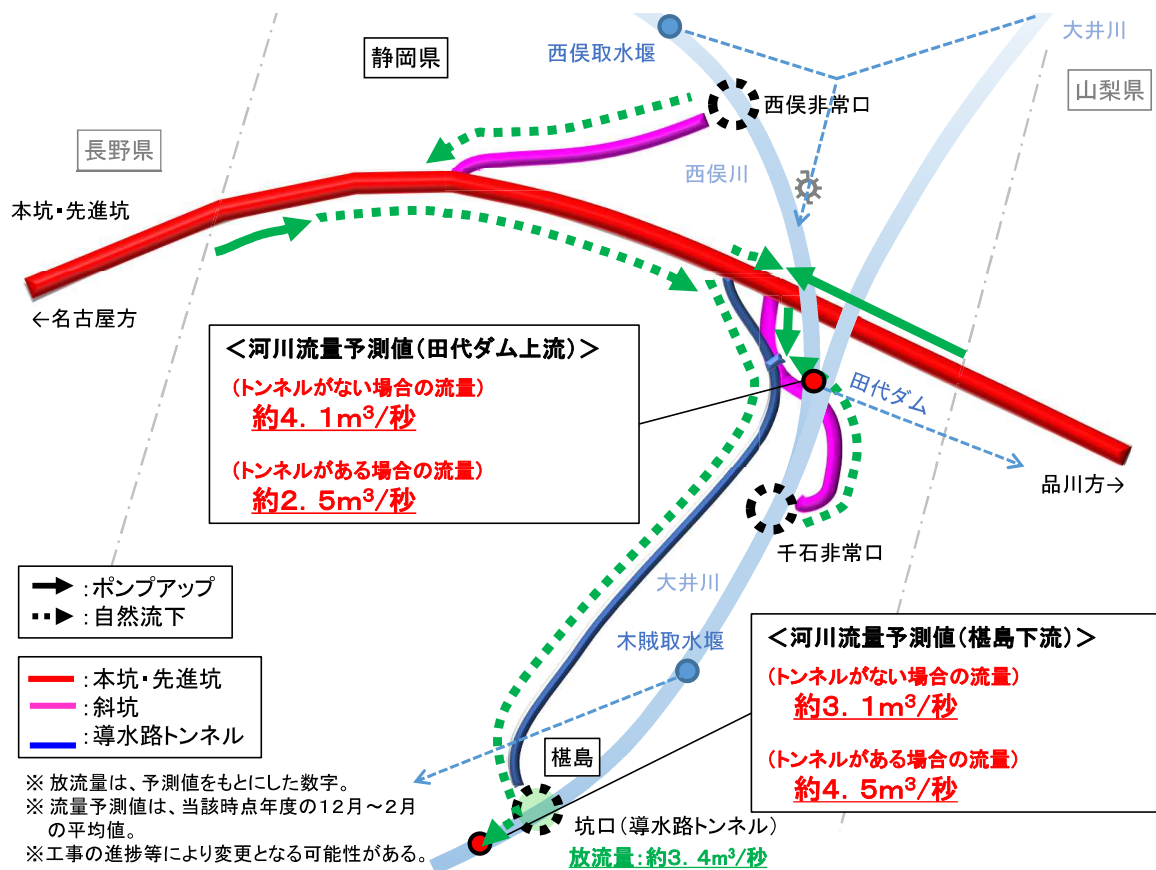 静岡県
西俣取水堰
大井川
山梨県
西俣非常口
長野県
西俣川
本坑・先進坑
←名古屋方
＜河川流量予測値(田代ダム上流)＞
(トンネルがない場合の流量)
約4．1m³/秒
(トンネルがある場合の流量)
約2．5m³/秒
田代ダム
品川方→
千石非常口
:ポンプアップ
:自然流下
大井川
木賊取水堰
:本坑・先進坑
:斜坑
:導水路トンネル
＜河川流量予測値(椹島下流)＞
(トンネルがない場合の流量)
約3．1m³/秒
(トンネルがある場合の流量)
約4．5m³/秒
椹島
坑口(導水路トンネル)
放流量:約3．4m³/秒
※ 放流量は、予測値をもとにした数字。
※ 流量予測値は、当該時点年度の12月～2月
の平均値。
※工事の進捗等により変更となる可能性がある。